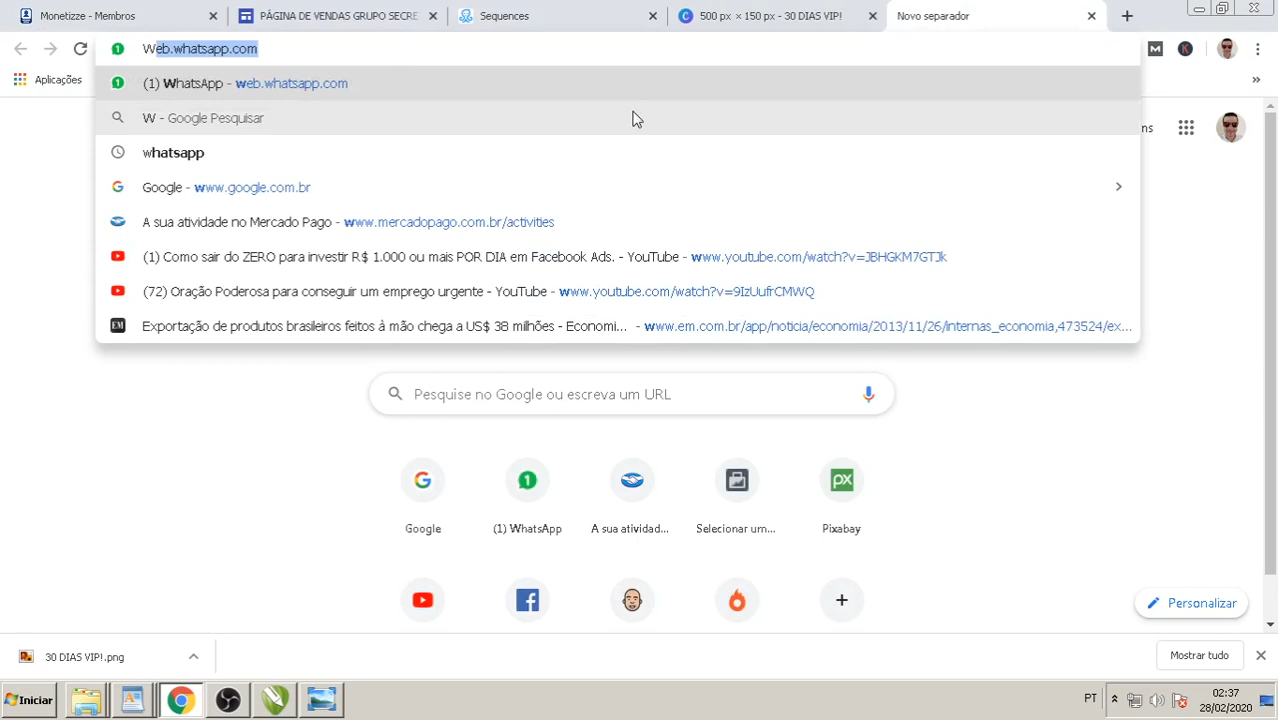 Monetizze - Membros
PÁGINA DE VENDAS GRUPO SECRE
Sequences
500 px × 150 px - 30 DIAS VIP!
Novo separador
Web.whatsapp.com
Aplicações
(1) WhatsApp - web.whatsapp.com
W - Google Pesquisar
whatsapp
Google - www.google.com.br
A sua atividade no Mercado Pago - www.mercadopago.com.br/activities
(1) Como sair do ZERO para investir R$ 1.000 ou mais POR DIA em Facebook Ads. - YouTube - www.youtube.com/watch?v=JBHGKM7GTJk
(72) Oração Poderosa para conseguir um emprego urgente - YouTube - www.youtube.com/watch?v=9IzUufrCMWQ
EM Exportação de produtos brasileiros feitos à mão chega a US$ 38 milhões - Economi... - www.em.com.br/app/noticia/economia/2013/11/26/internas_economia,473524/ex...
ns
Pesquise no Google ou escreva um URL
Google
(1) WhatsApp
A sua atividad...
Selecionar um...
px
Pixabay
Personalizar
30 DIAS VIP!.png
Mostrar tudo
Iniciar
PT
02:37
28/02/2020